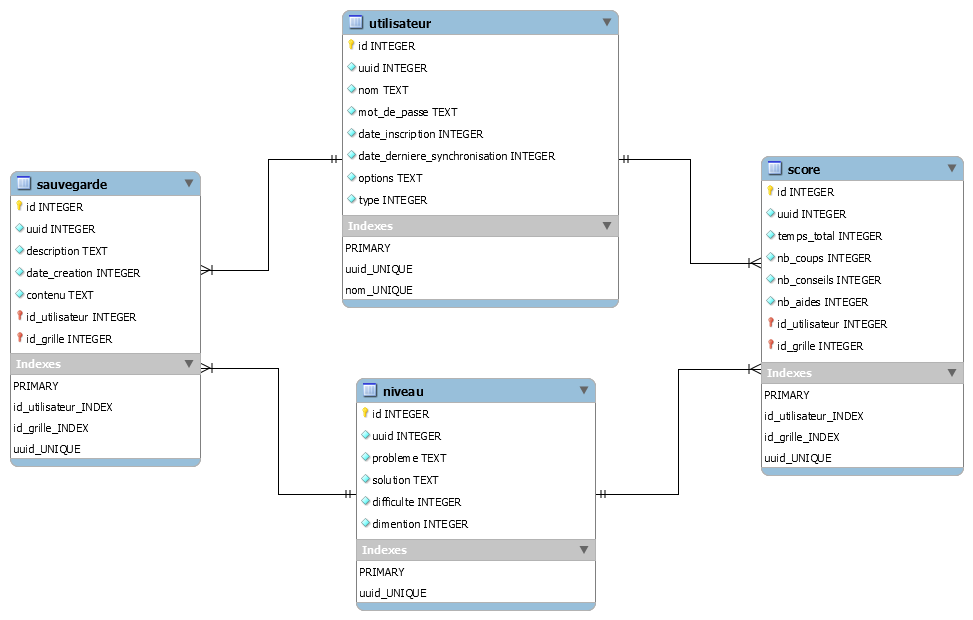 utilisateur
id INTEGER
uuid INTEGER
nom TEXT
mot_de_passe TEXT
date_inscription INTEGER
date_derniere_synchronisation INTEGER
options TEXT
type INTEGER
Indexes
PRIMARY
uuid_UNIQUE
nom_UNIQUE
sauvegarde
id INTEGER
uuid INTEGER
description TEXT
date_creation INTEGER
contenu TEXT
id_utilisateur INTEGER
id_grille INTEGER
Indexes
PRIMARY
id_utilisateur_INDEX
id_grille_INDEX
uuid_UNIQUE
score
id INTEGER
uuid INTEGER
temps_total INTEGER
nb_coups INTEGER
nb_conseils INTEGER
nb_aides INTEGER
id_utilisateur INTEGER
id_grille INTEGER
Indexes
PRIMARY
id_utilisateur_INDEX
id_grille_INDEX
uuid_UNIQUE
niveau
id INTEGER
uuid INTEGER
probleme TEXT
solution TEXT
difficulte INTEGER
dimention INTEGER
Indexes
PRIMARY
uuid_UNIQUE